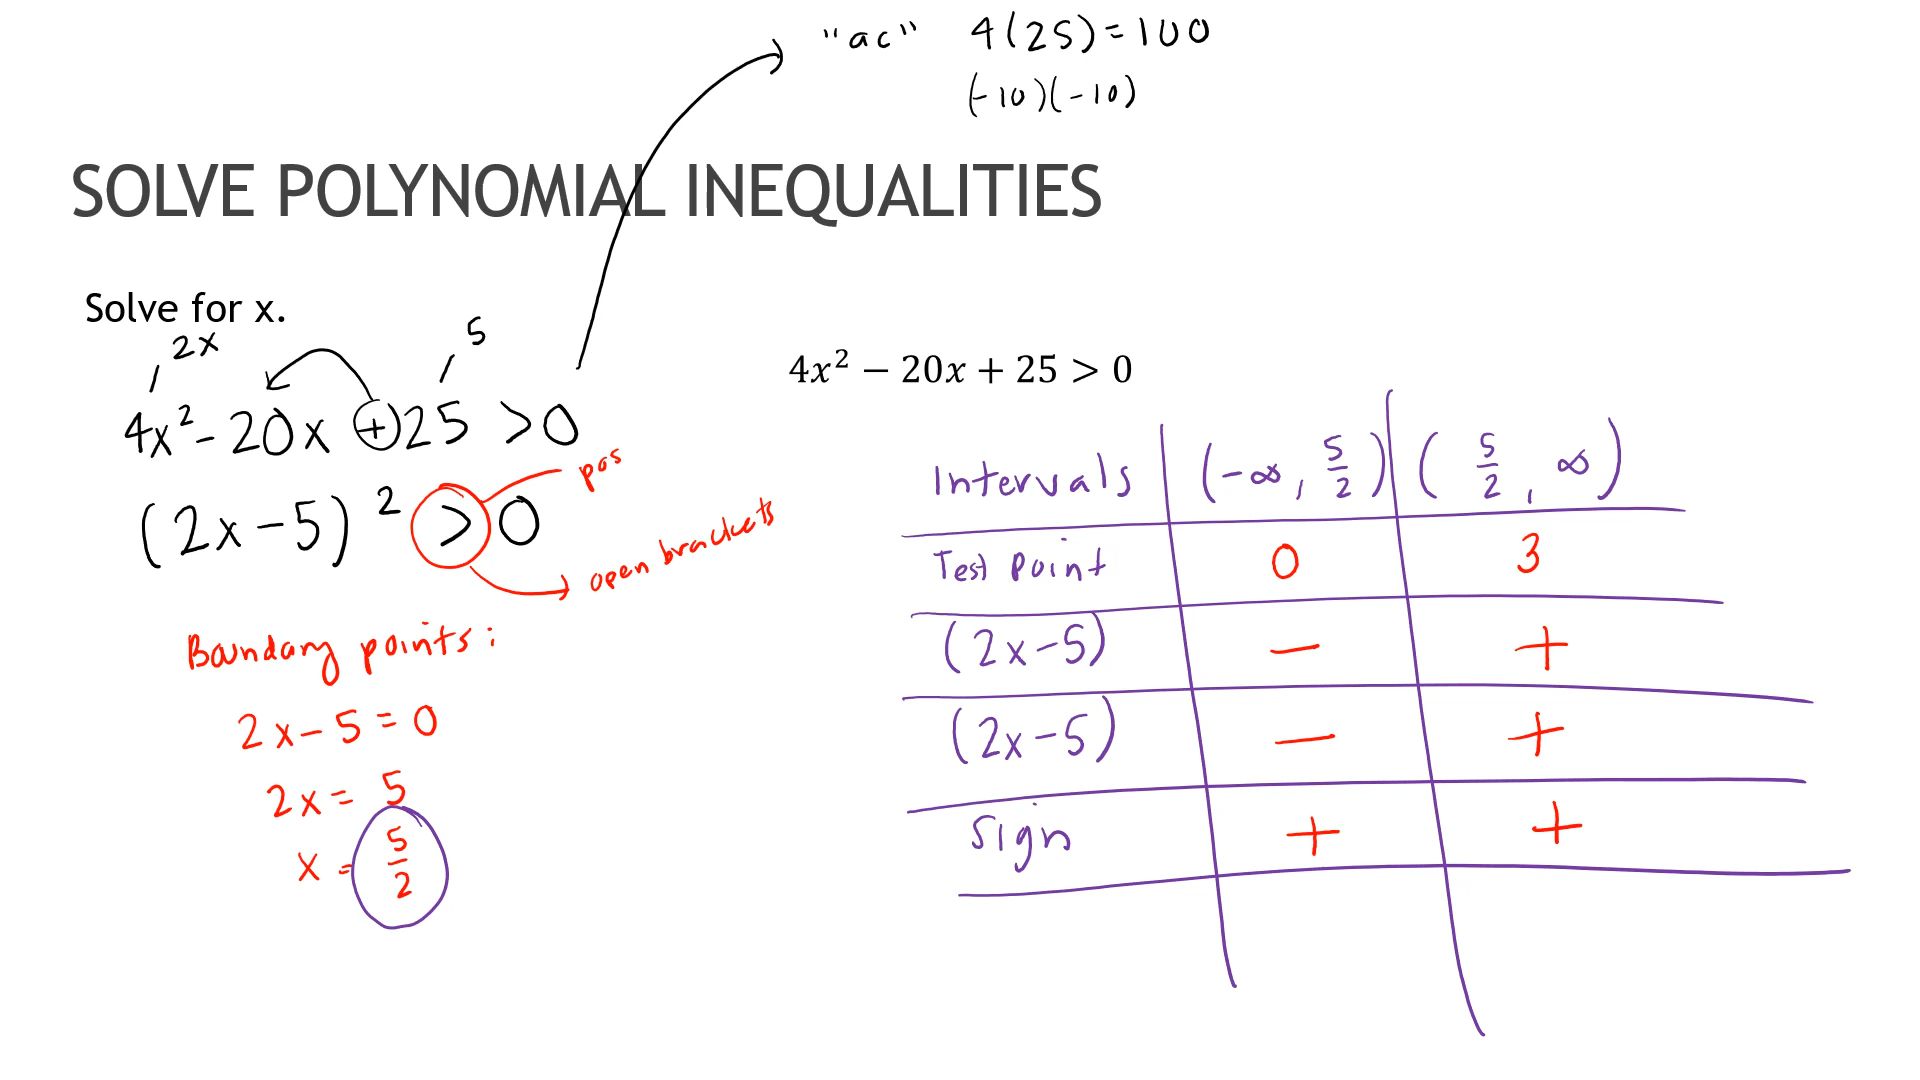 "ac" 4(25)=100
(-10)(-10)
SOLVE POLYNOMIAL INEQUALITIES
Solve for x.
2x 5
4x² - 20x + 25 > 0
4x² − 20x + 25 > 0
(2x-5)² > 0
pos
open brackets
Boundary points:
2x-5=0
2x = 5
x = 5/2
Intervals (-∞, 5/2) (5/2, ∞)
Test Point 0 3
(2x-5) - +
(2x-5) - +
Sign + +